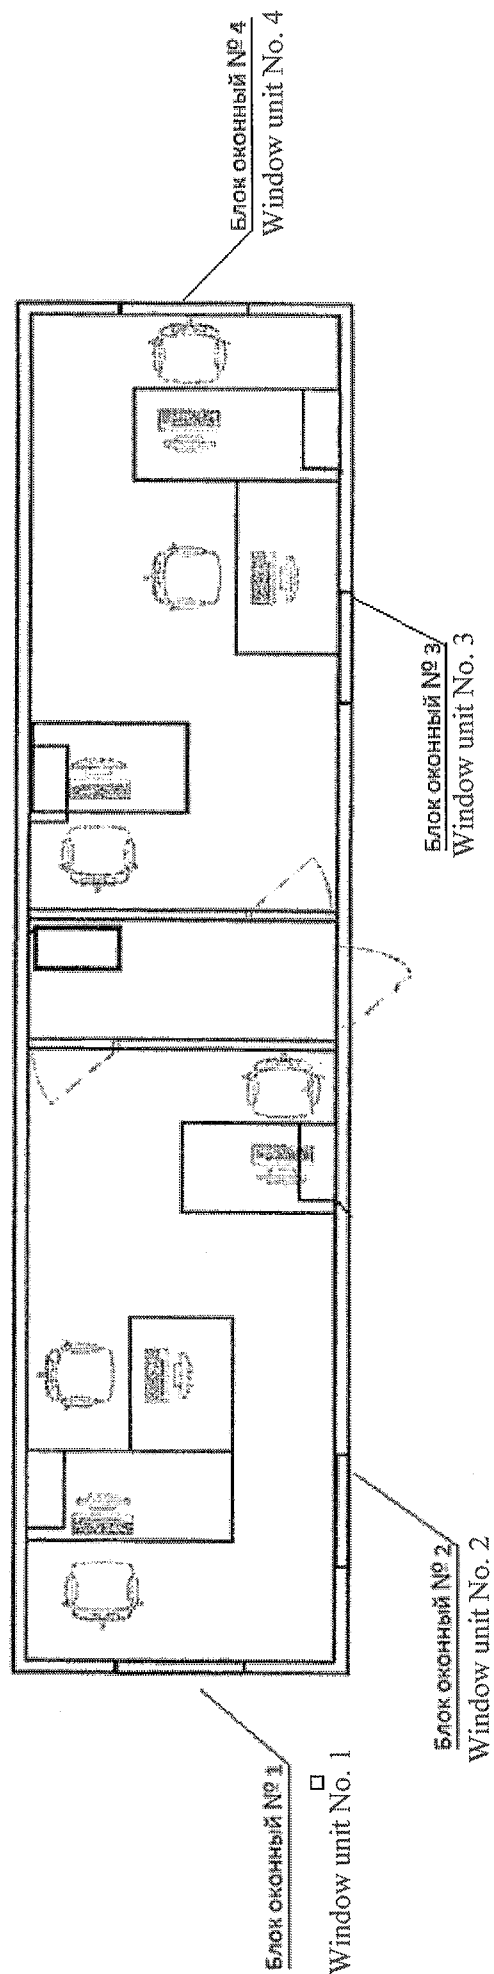 Блок оконный № 1
Window unit No. 1
Блок оконный № 2
Window unit No. 2
Блок оконный № 3
Window unit No. 3
Блок оконный № 4
Window unit No. 4